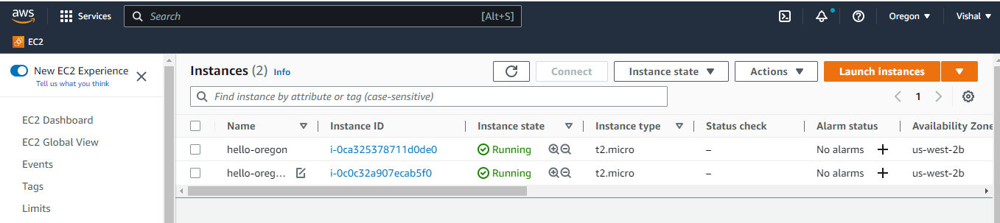 aws Services Search [Alt+S] Oregon Vishal
EC2
New EC2 Experience
Tell us what you think
EC2 Dashboard
EC2 Global View
Events
Tags
Limits
Instances (2) Info Connect Instance state Actions Launch instances
Find instance by attribute or tag (case-sensitive) 1
Name Instance ID Instance state Instance type Status check Alarm status Availability Zone
hello-oregon i-0ca325378711d0de0 Running t2.micro – No alarms + us-west-2b
hello-oreg... i-0c0c32a907ecab5f0 Running t2.micro – No alarms + us-west-2b